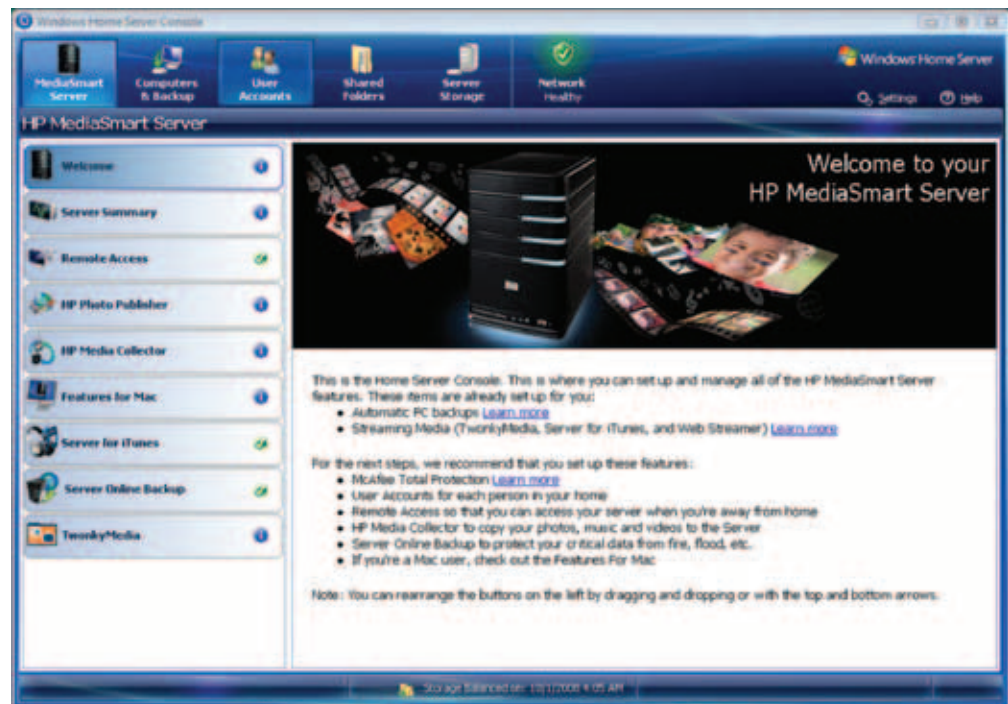 Windows Home Server Console
MediaSmart
Server
Computers
& Backup
User
Accounts
Shared
Folders
Server
Storage
Network
Healthy
Windows Home Server
Settings
Help
HP MediaSmart Server
Welcome
Server Summary
Remote Access
HP Photo Publisher
HP Media Collector
Features for Mac
Server for iTunes
Server Online Backup
TwonkyMedia
Welcome to your
HP MediaSmart Server
This is the Home Server Console. This is where you can set up and manage all of the HP MediaSmart Server
features. These items are already set up for you:
• Automatic PC backups Learn more
• Streaming Media (TwonkyMedia, Server for iTunes, and Web Streamer) Learn more
For the next steps, we recommend that you set up these features:
• McAfee Total Protection Learn more
• User Accounts for each person in your home
• Remote Access so that you can access your server when you're away from home
• HP Media Collector to copy your photos, music and videos to the Server
• Server Online Backup to protect your critical data from fire, flood, etc.
• If you're a Mac user, check out the Features For Mac
Note: You can rearrange the buttons on the left by dragging and dropping or with the top and bottom arrows.
Storage Balanced on: 10/1/2008 4:05 AM